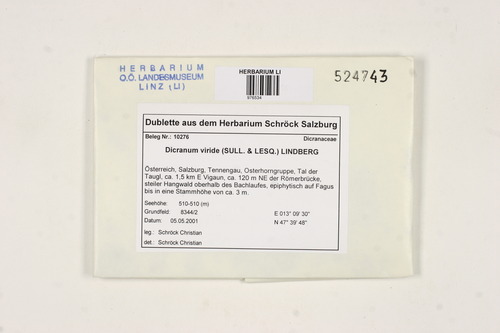 HERBARIUM
O.Ö. LANDESMUSEUM
LINZ (LI)
HERBARIUM LI
976534
524743
Dublette aus dem Herbarium Schröck Salzburg
Beleg Nr.: 10276 Dicranaceae
Dicranum viride (SULL. & LESQ.) LINDBERG
Österreich, Salzburg, Tennengau, Osterhorngruppe, Tal der
Taugl, ca. 1,5 km E Vigaun, ca. 120 m NE der Römerbrücke,
steiler Hangwald oberhalb des Bachlaufes, epiphytisch auf Fagus
bis in eine Stammhöhe von ca. 3 m.
Seehöhe: 510-510 (m)
Grundfeld: 8344/2 E 013° 09' 30"
Datum: 05.05.2001 N 47° 39' 48"
leg.: Schröck Christian
det.: Schröck Christian